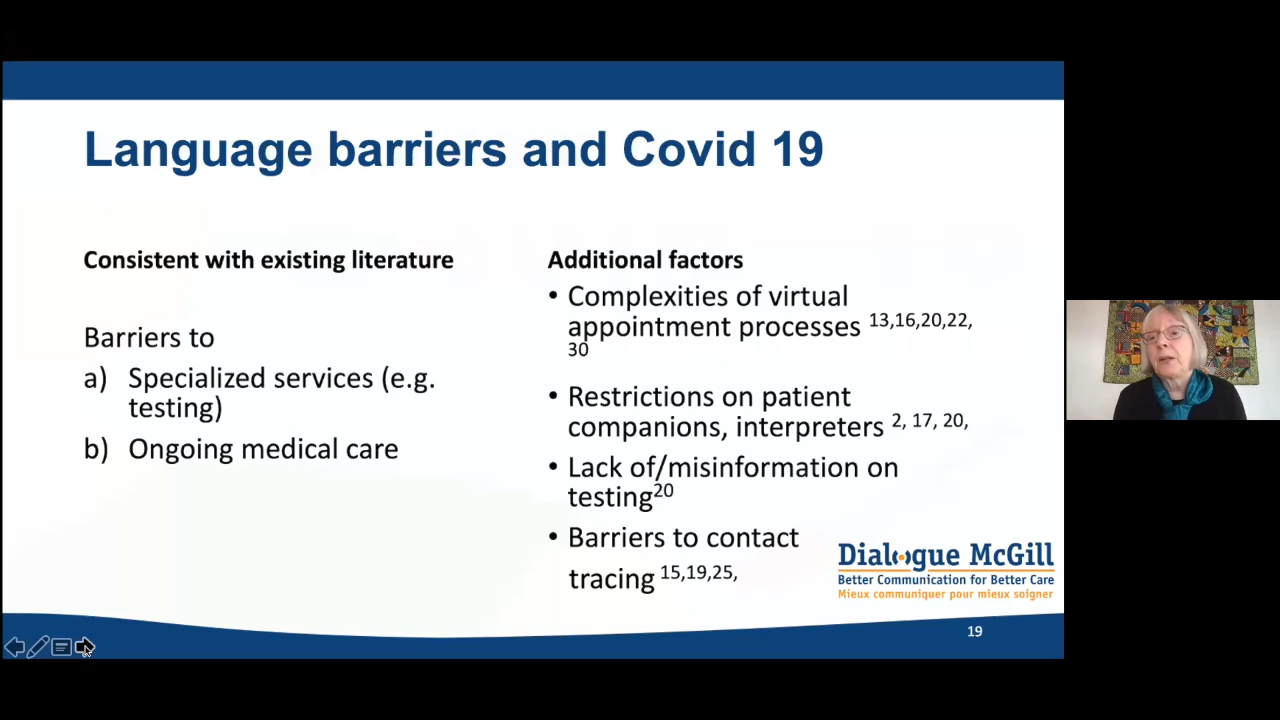 Language barriers and Covid 19
Consistent with existing literature
Barriers to
a) Specialized services (e.g.
testing)
b) Ongoing medical care
Additional factors
• Complexities of virtual
appointment processes 13,16,20,22,
30
• Restrictions on patient
companions, interpreters 2, 17, 20,
• Lack of/misinformation on
testing20
• Barriers to contact
tracing 15,19,25,
Dialogue McGill
Better Communication for Better Care
Mieux communiquer pour mieux soigner
19